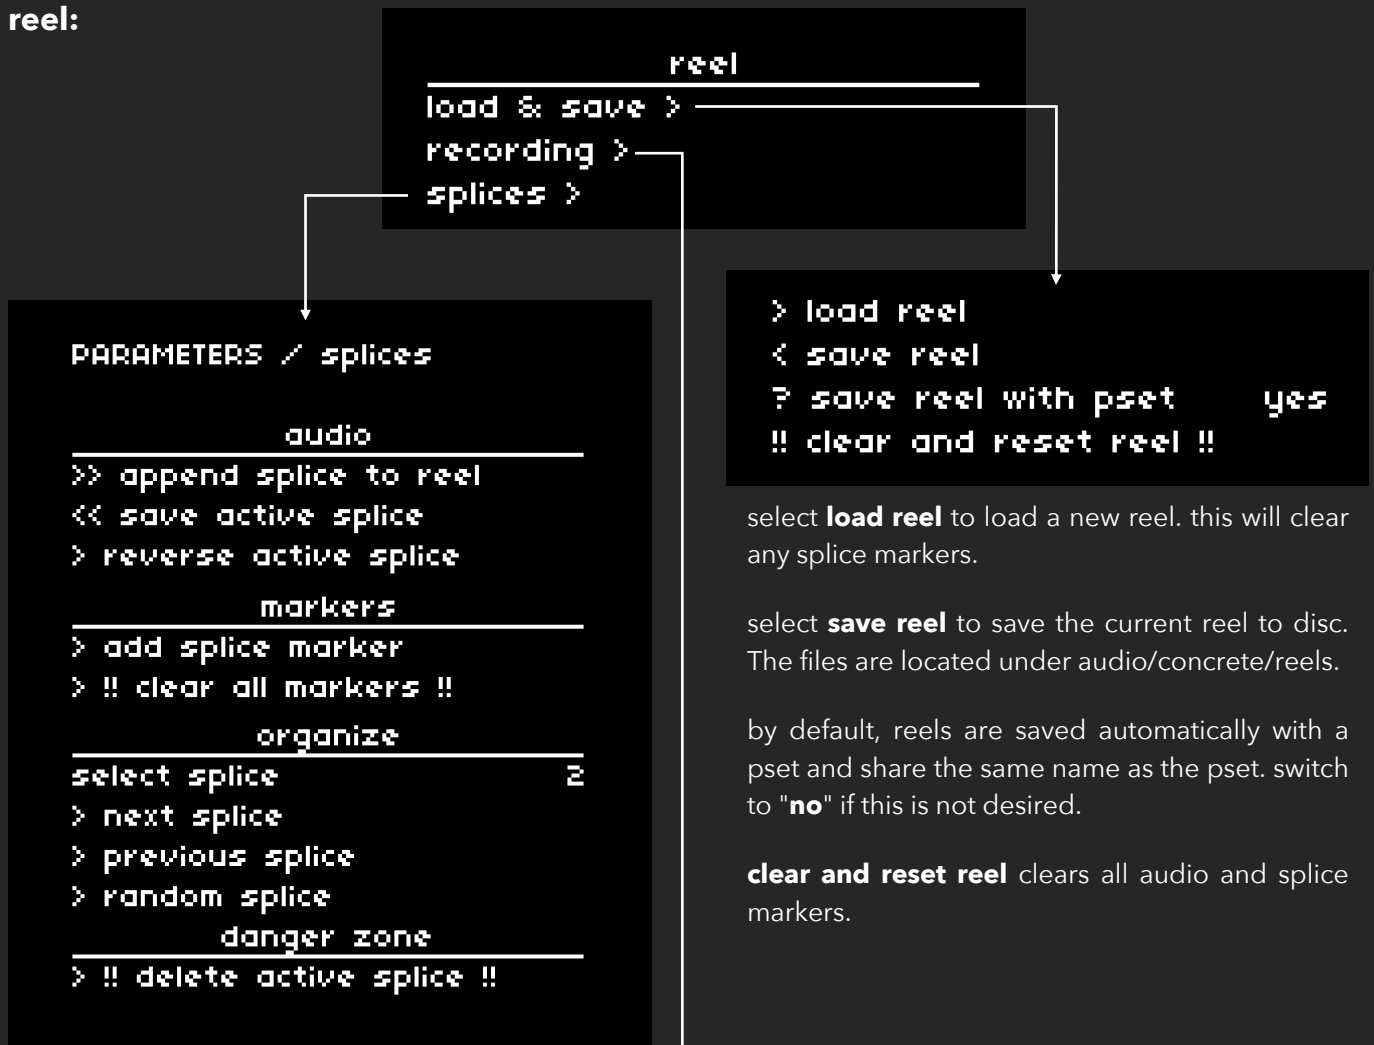 reel:
reel
load & save >
recording >
splices >
PARAMETERS / splices
audio
>> append splice to reel
<< save active splice
> reverse active splice
markers
> add splice marker
> !! clear all markers !!
organize
select splice 2
> next splice
> previous splice
> random splice
danger zone
> !! delete active splice !!
> load reel
< save reel
? save reel with pset yes
!! clear and reset reel !!
select load reel to load a new reel. this will clear
any splice markers.
select save reel to save the current reel to disc.
The files are located under audio/concrete/reels.
by default, reels are saved automatically with a
pset and share the same name as the pset. switch
to "no" if this is not desired.
clear and reset reel clears all audio and splice
markers.